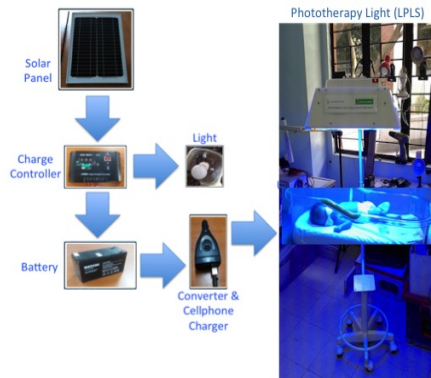 Phototherapy Light (LPLS)
Solar
Panel
Light
Charge
Controller
Battery
Converter &
Cellphone
Charger